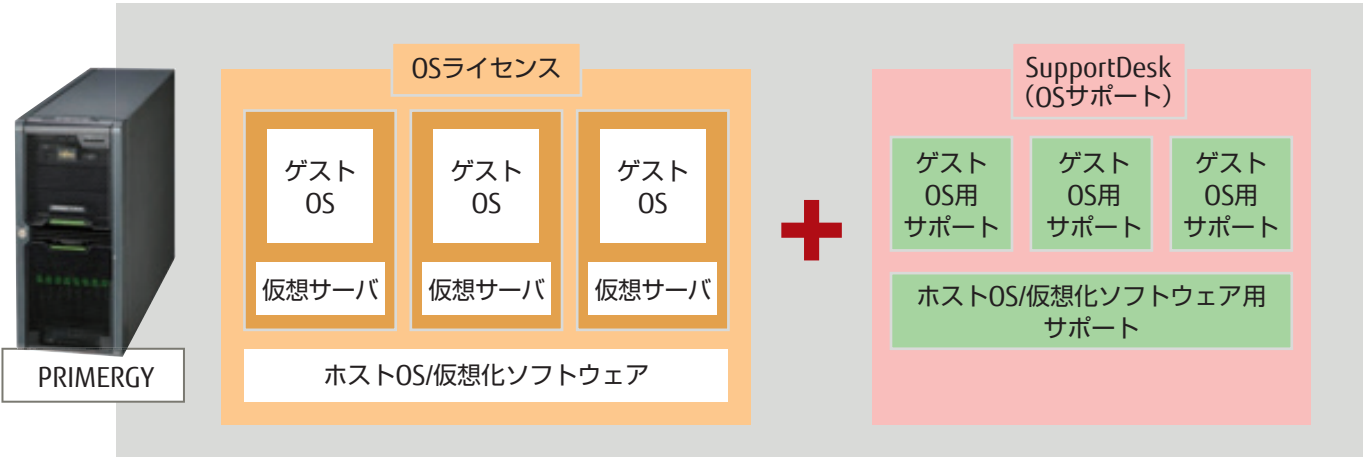 OSライセンス
ゲスト
OS
仮想サーバ
ゲスト
OS
仮想サーバ
ゲスト
OS
仮想サーバ
ホストOS/仮想化ソフトウェア
PRIMERGY
SupportDesk
（OSサポート）
ゲスト
OS用
サポート
ゲスト
OS用
サポート
ゲスト
OS用
サポート
ホストOS/仮想化ソフトウェア用
サポート